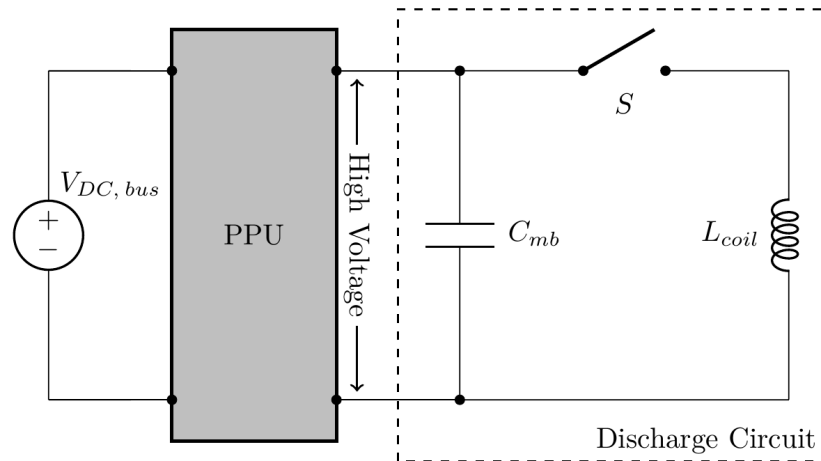 S
V_{DC, bus}
+
−
PPU
High Voltage
C_{mb}
L_{coil}
Discharge Circuit